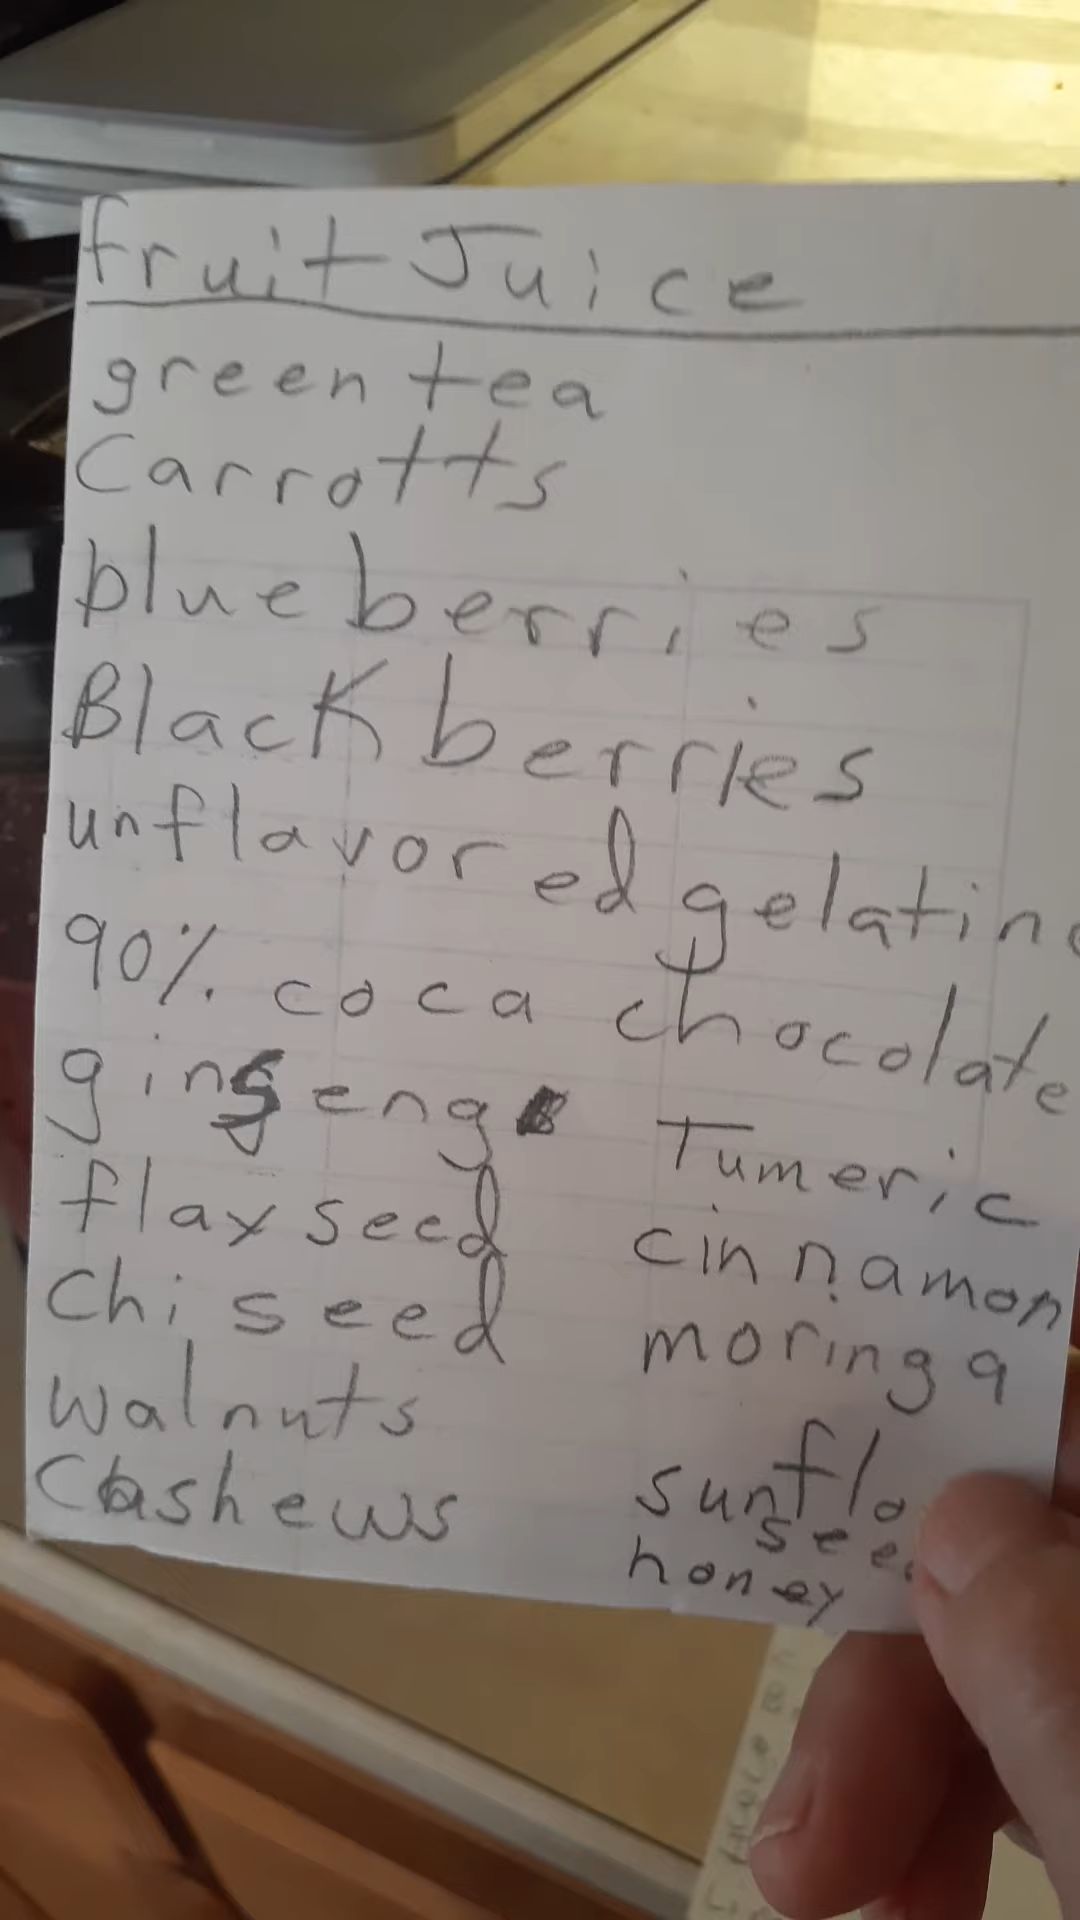 fruit Juice
green tea
Carrotts
blueberries
Blackberries
unflavored gelatin
90% coca chocolate
ginseng
flaxseed
Chi seed
walnuts
Cashews
Tumeric
cinnamon
moringa
honey